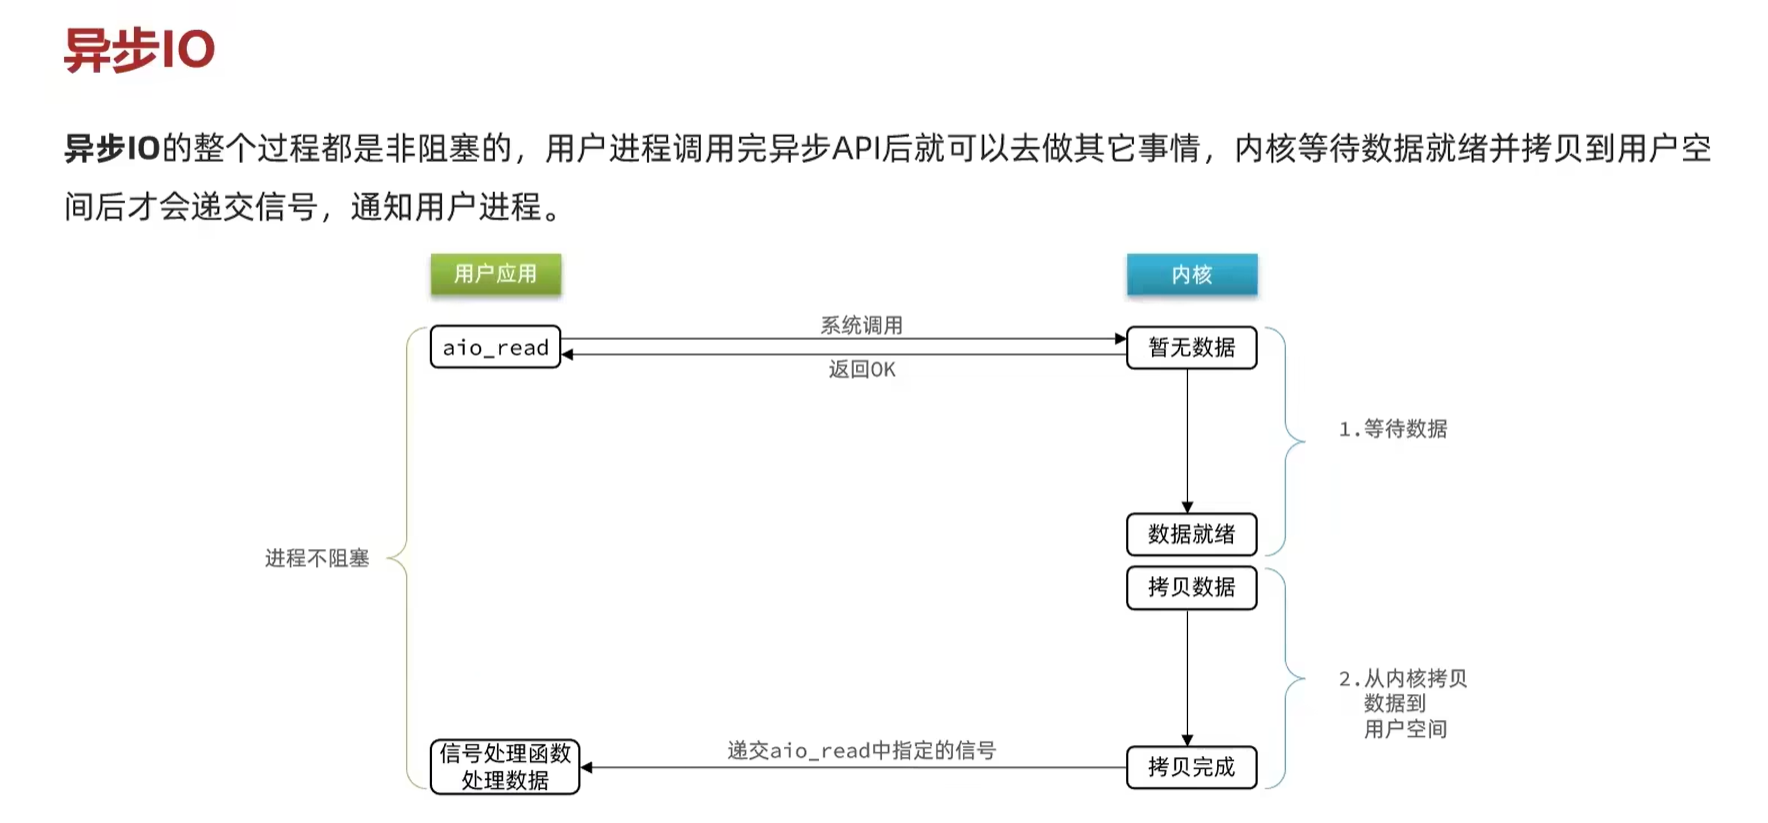 异步IO
异步IO的整个过程都是非阻塞的，用户进程调用完异步API后就可以去做其它事情，内核等待数据就绪并拷贝到用户空
间后才会递交信号，通知用户进程。
用户应用
内核
系统调用
aio_read
暂无数据
返回OK
1.等待数据
数据就绪
进程不阻塞
拷贝数据
2.从内核拷贝
数据到
用户空间
信号处理函数
处理数据
递交aio_read中指定的信号
拷贝完成